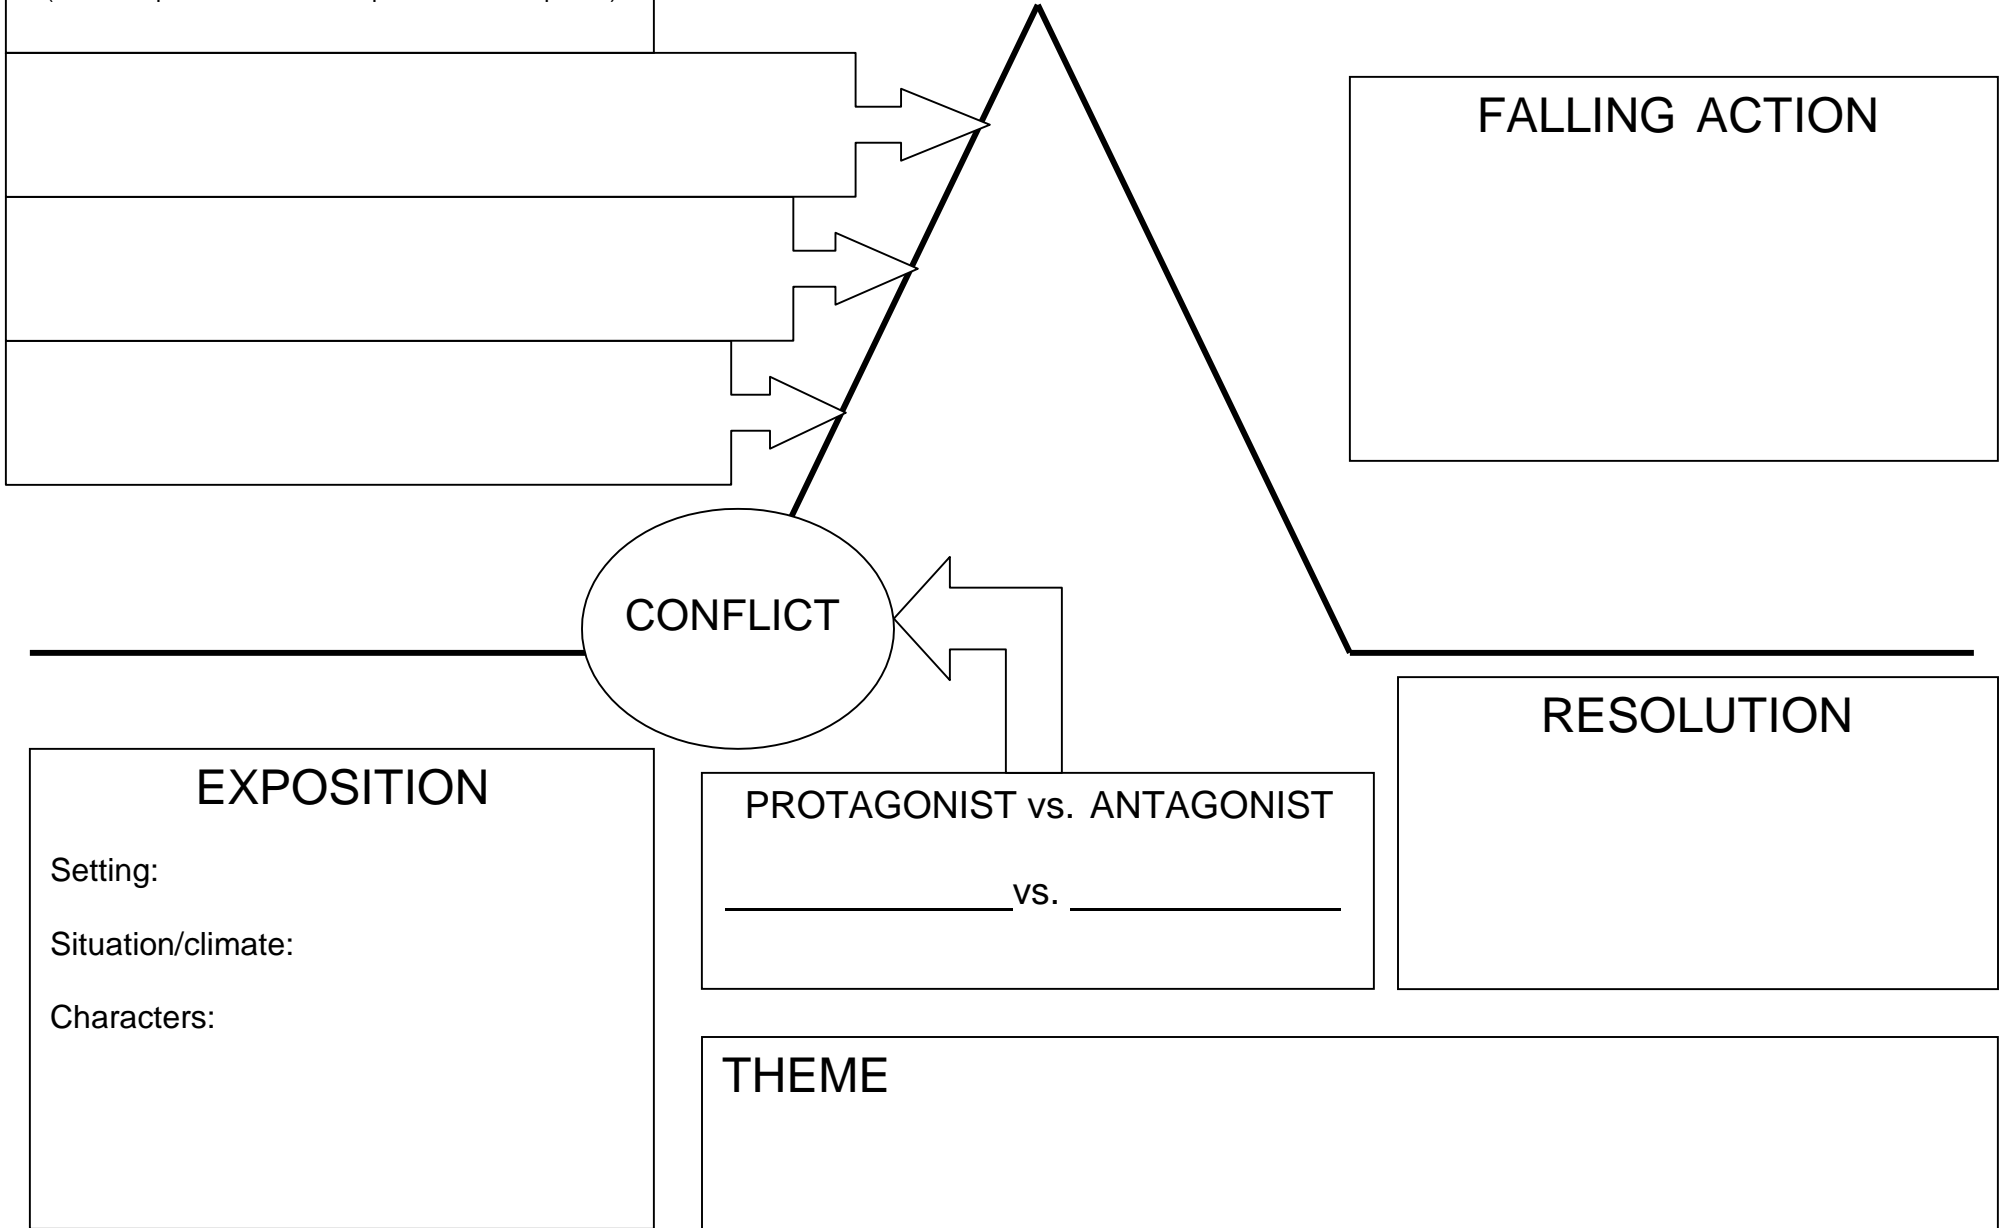 FALLING ACTION
CONFLICT
RESOLUTION
EXPOSITION
Setting:
Situation/climate:
Characters:
PROTAGONIST vs. ANTAGONIST
vs.
THEME